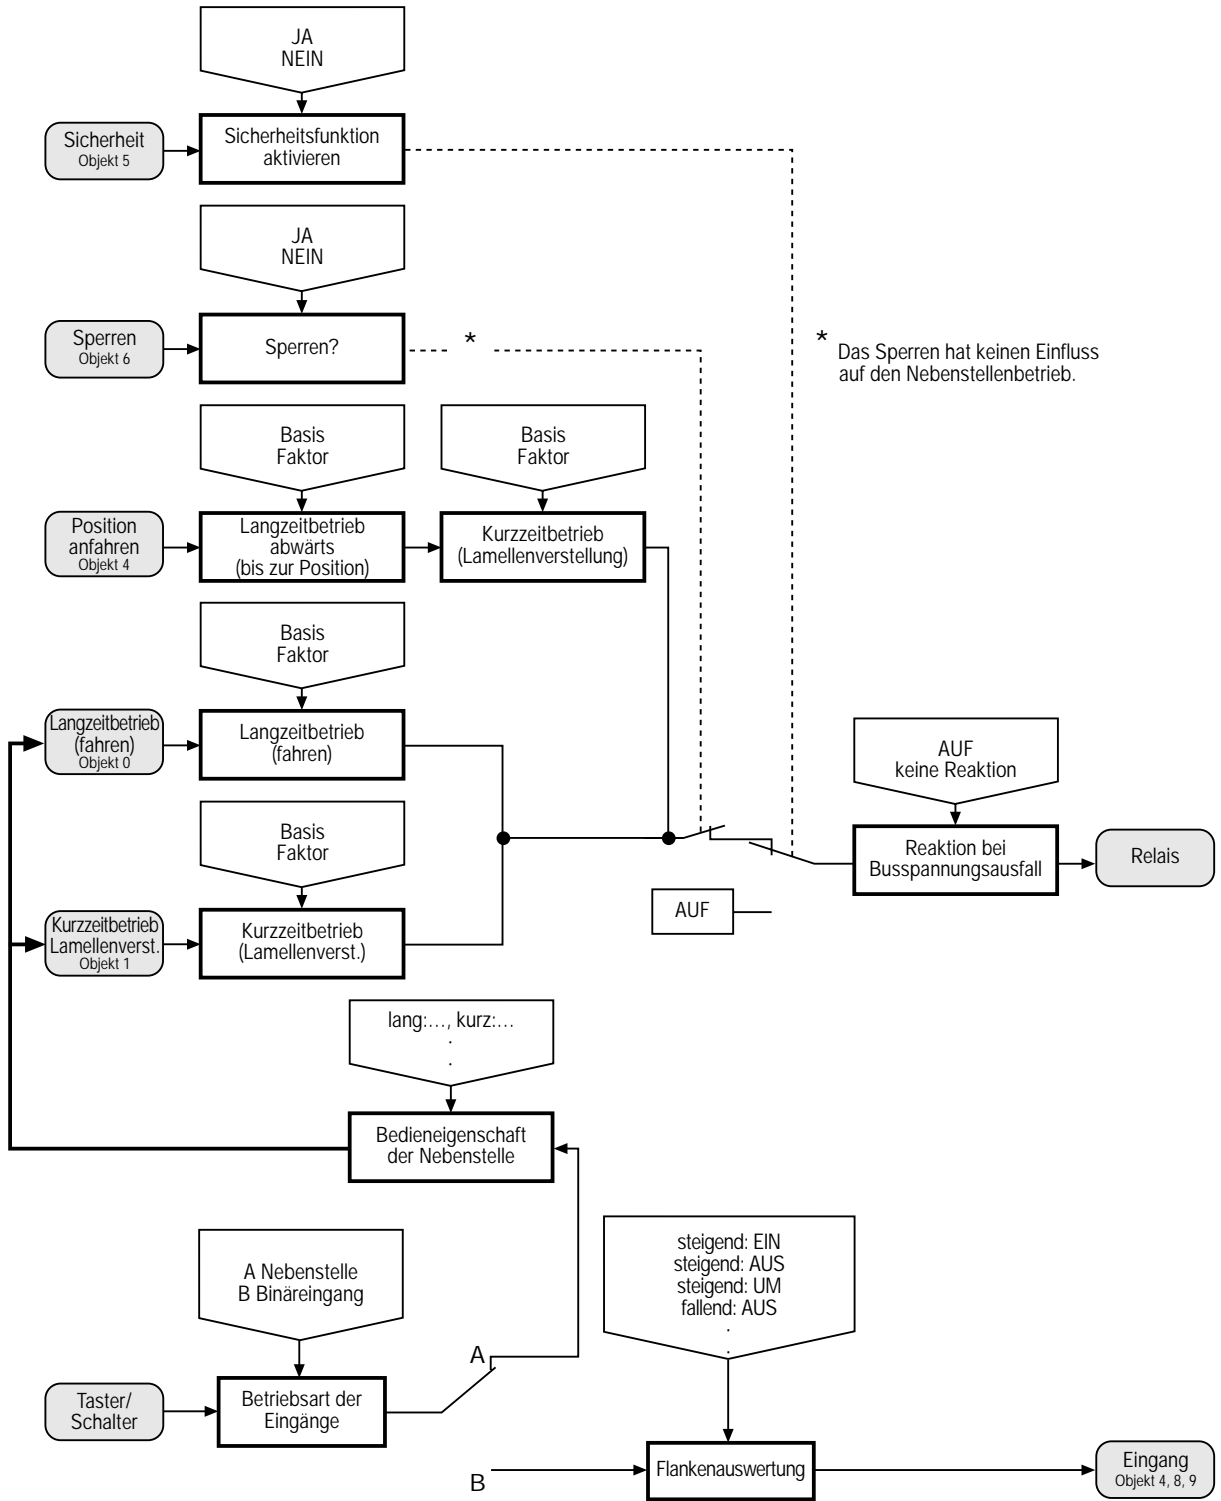 JA
NEIN
Sicherheit
Objekt 5
Sicherheitsfunktion
aktivieren
JA
NEIN
Sperren
Objekt 6
Sperren?
*
* Das Sperren hat keinen Einfluss
auf den Nebenstellenbetrieb.
Basis
Faktor
Basis
Faktor
Position
anfahren
Objekt 4
Langzeitbetrieb
abwärts
(bis zur Position)
Kurzzeitbetrieb
(Lamellenverstellung)
Basis
Faktor
Langzeitbetrieb
(fahren)
Objekt 0
Langzeitbetrieb
(fahren)
AUF
keine Reaktion
Basis
Faktor
Reaktion bei
Busspannungsausfall
Relais
AUF
Kurzzeitbetrieb
Lamellenverst.
Objekt 1
Kurzzeitbetrieb
(Lamellenverst.)
lang:..., kurz:...
.
.
Bedieneigenschaft
der Nebenstelle
A Nebenstelle
B Binäreingang
steigend: EIN
steigend: AUS
steigend: UM
fallend: AUS
.
.
A
Taster/
Schalter
Betriebsart der
Eingänge
B
Flankenauswertung
Eingang
Objekt 4, 8, 9